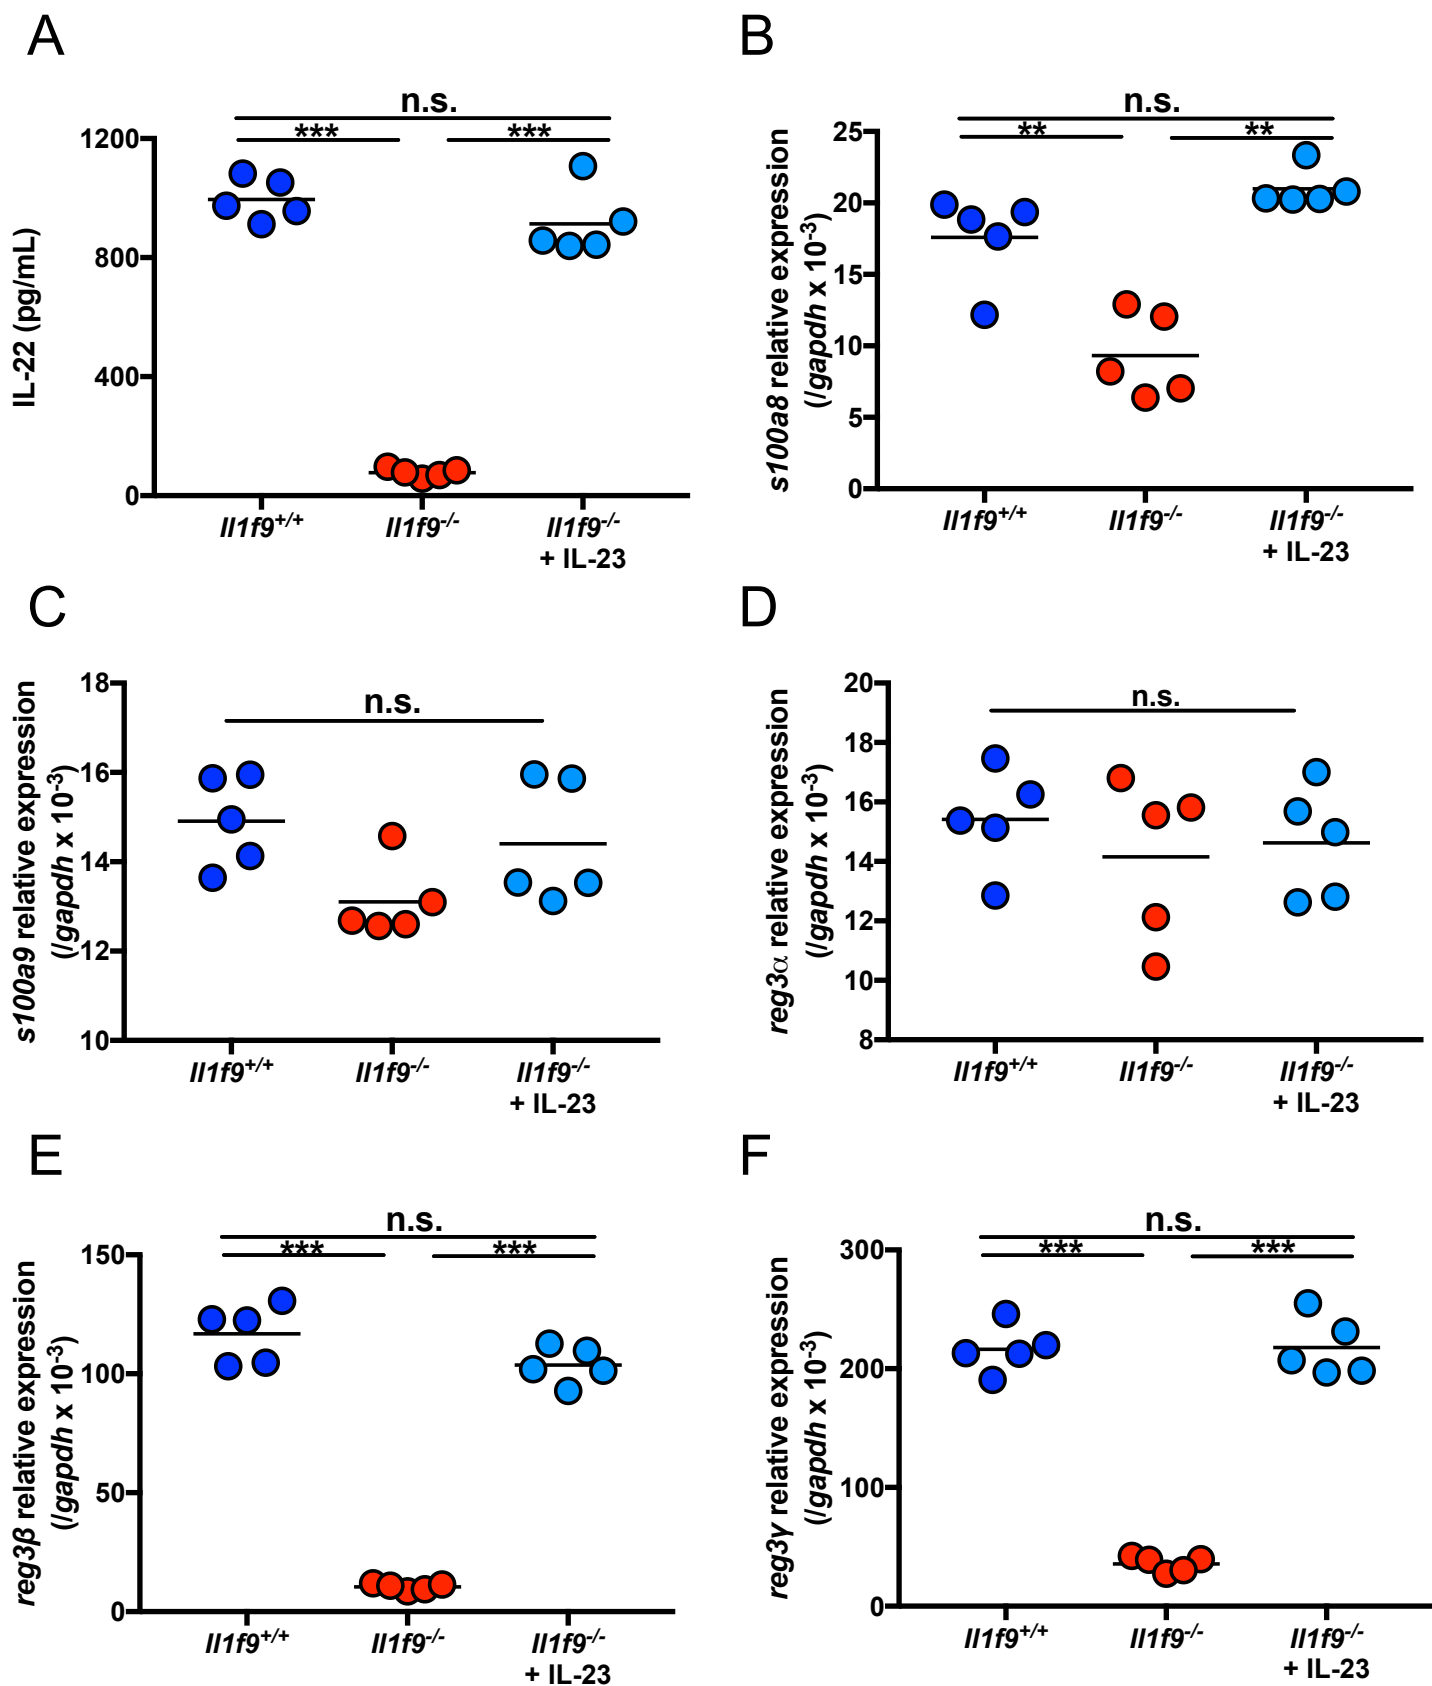 A
n.s.
*** ***
IL-22 (pg/mL)
1200
800
400
0
Il1f9+/+ Il1f9-/- Il1f9-/-
+ IL-23
B
n.s.
** **
s100a8 relative expression
(/gapdh x 10-3)
25
20
15
10
5
0
Il1f9+/+ Il1f9-/- Il1f9-/-
+ IL-23
C
n.s.
s100a9 relative expression
(/gapdh x 10-3)
18
16
14
12
10
Il1f9+/+ Il1f9-/- Il1f9-/-
+ IL-23
D
n.s.
reg3α relative expression
(/gapdh x 10-3)
20
18
16
14
12
10
8
Il1f9+/+ Il1f9-/- Il1f9-/-
+ IL-23
E
n.s.
*** ***
reg3β relative expression
(/gapdh x 10-3)
150
100
50
0
Il1f9+/+ Il1f9-/- Il1f9-/-
+ IL-23
F
n.s.
*** ***
reg3γ relative expression
(/gapdh x 10-3)
300
200
100
0
Il1f9+/+ Il1f9-/- Il1f9-/-
+ IL-23